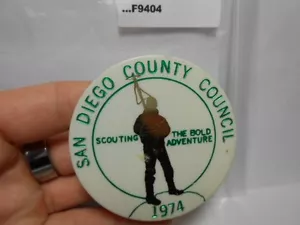 ...F9404
SAN DIEGO COUNTY COUNCIL
SCOUTING THE BOLD
ADVENTURE
1974